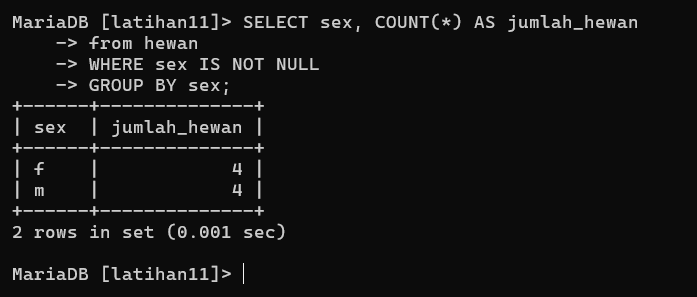 MariaDB [latihan11]> SELECT sex, COUNT(*) AS jumlah_hewan
    -> from hewan
    -> WHERE sex IS NOT NULL
    -> GROUP BY sex;
+------+--------------+
| sex  | jumlah_hewan |
+------+--------------+
| f    |            4 |
| m    |            4 |
+------+--------------+
2 rows in set (0.001 sec)

MariaDB [latihan11]>